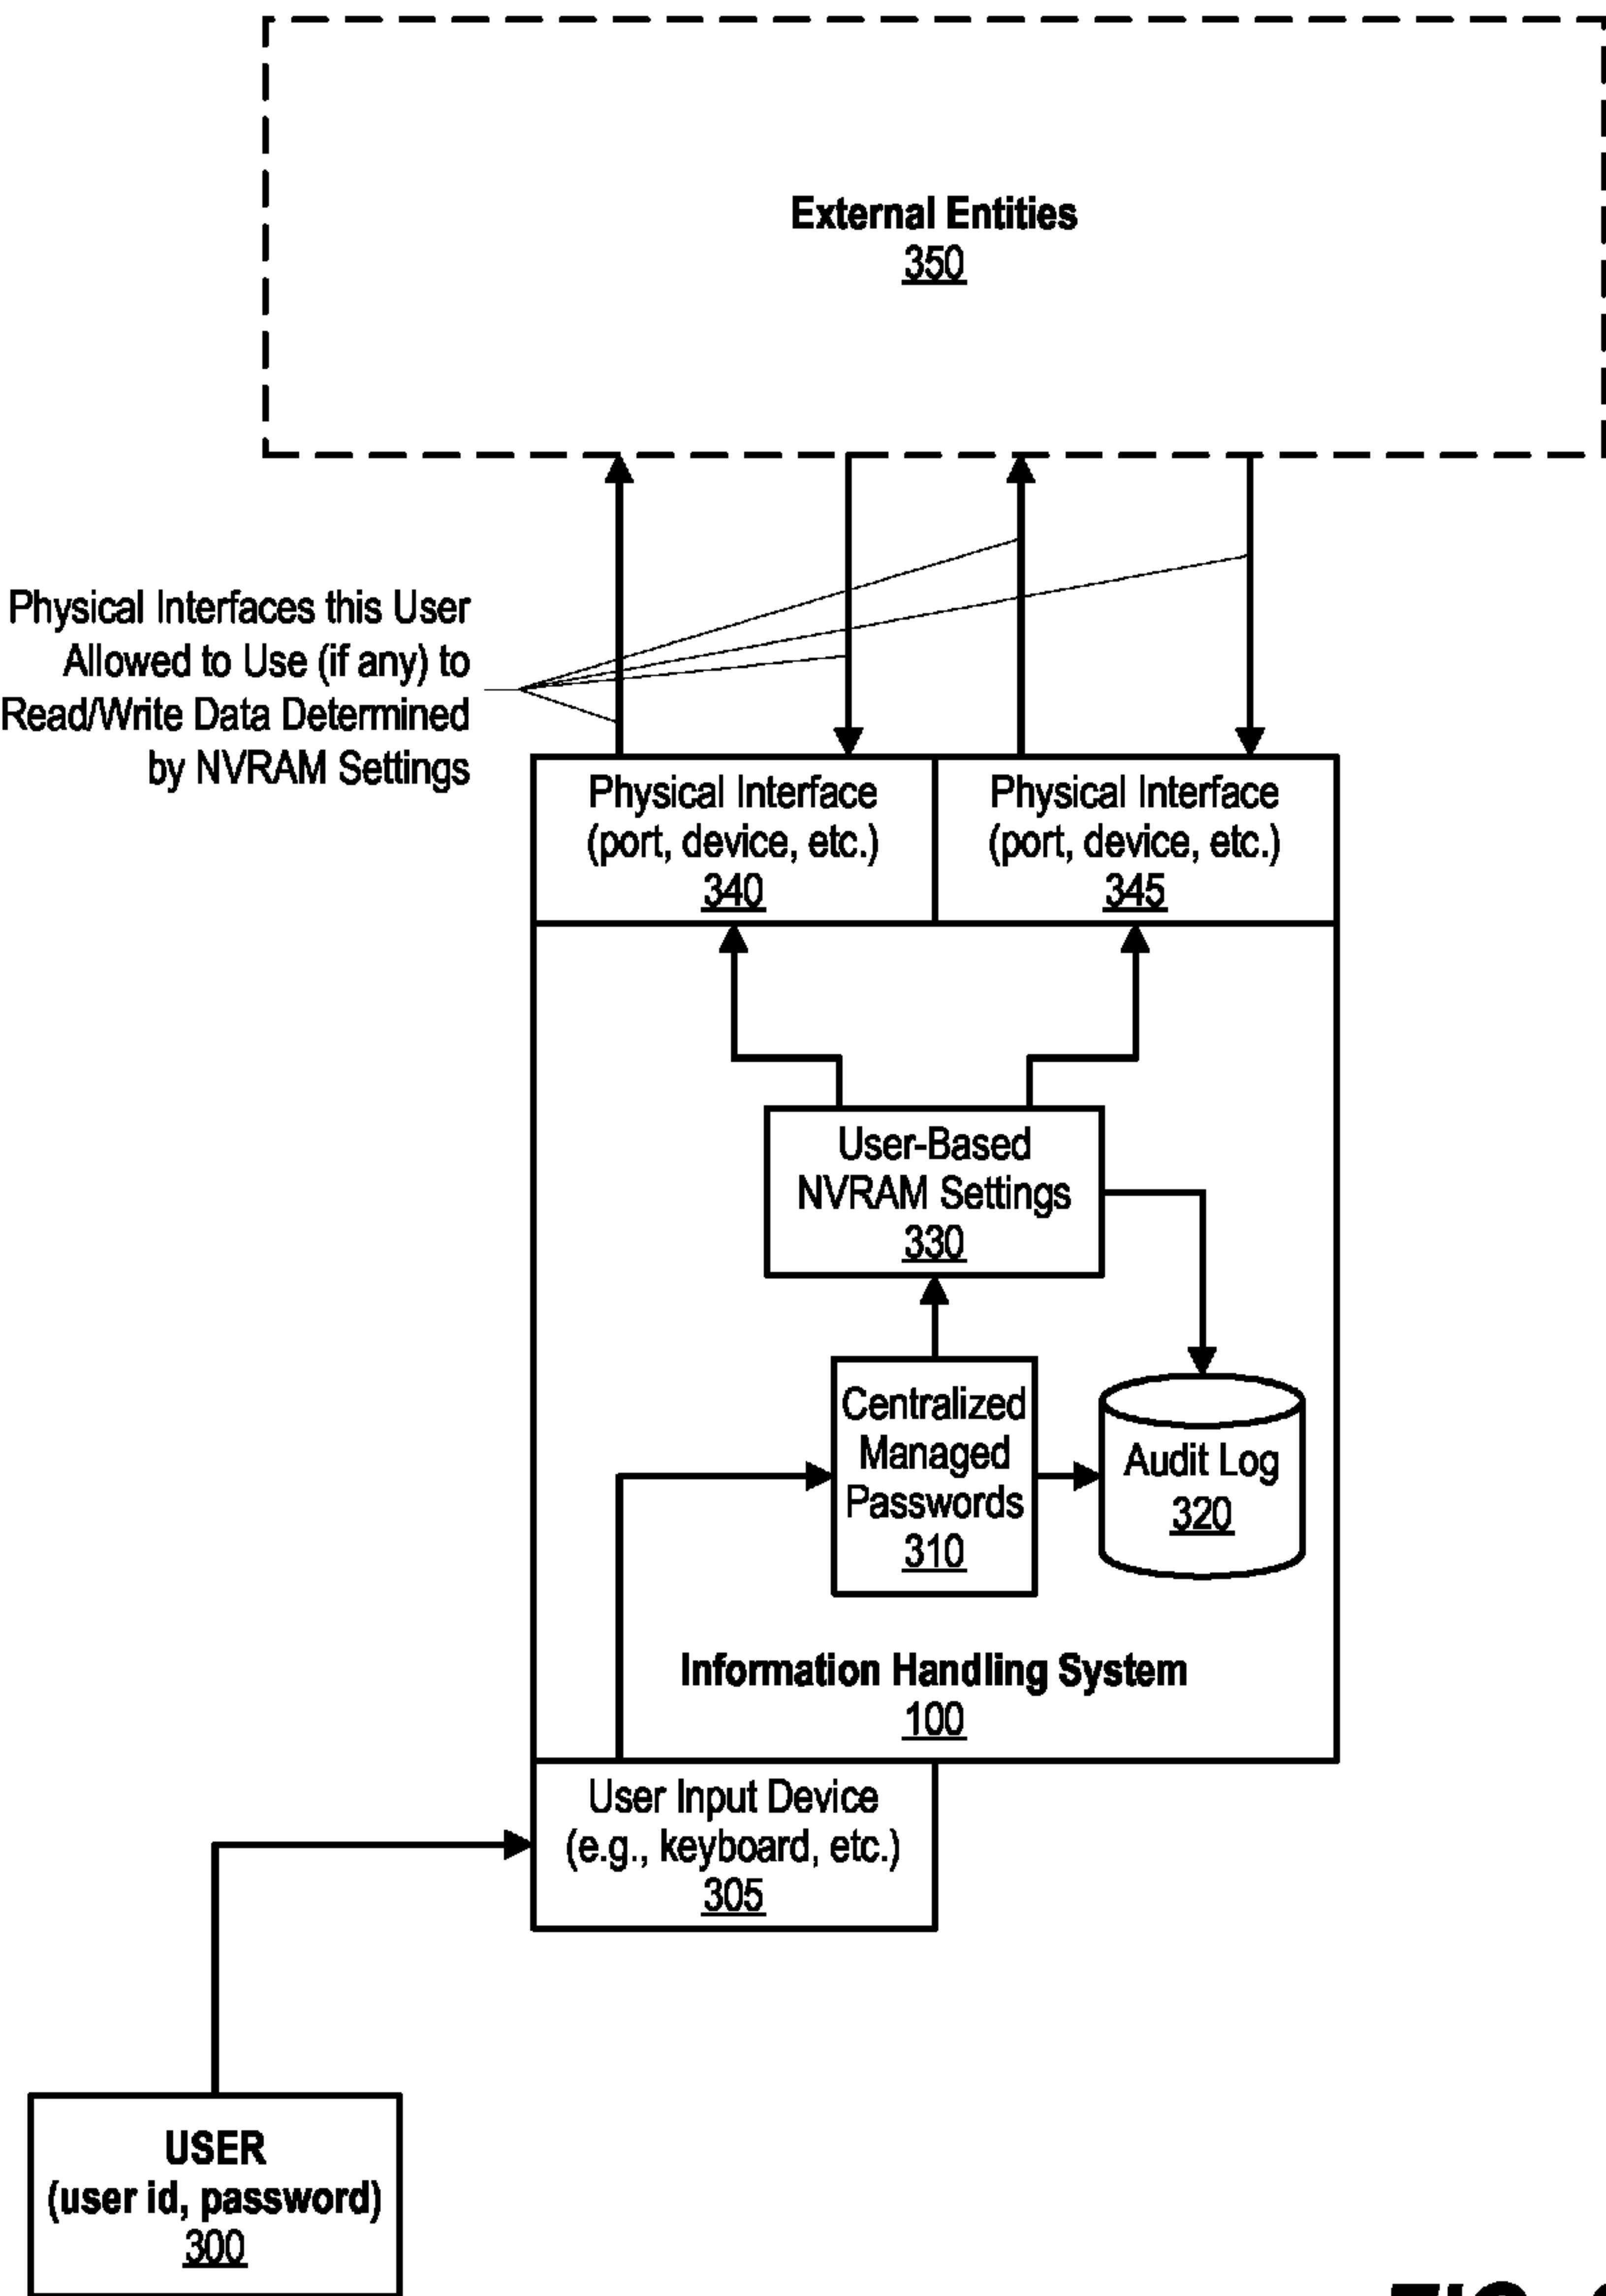 External Entities
350
Physical Interfaces this User
Allowed to Use (if any) to
Read/Write Data Determined
by NVRAM Settings
Physical Interface
(port, device, etc.)
340
Physical Interface
(port, device, etc.)
345
User-Based
NVRAM Settings
330
Centralized
Managed
Passwords
310
Audit Log
320
Information Handling System
100
User Input Device
(e.g., keyboard, etc.)
305
USER
(user id, password)
300